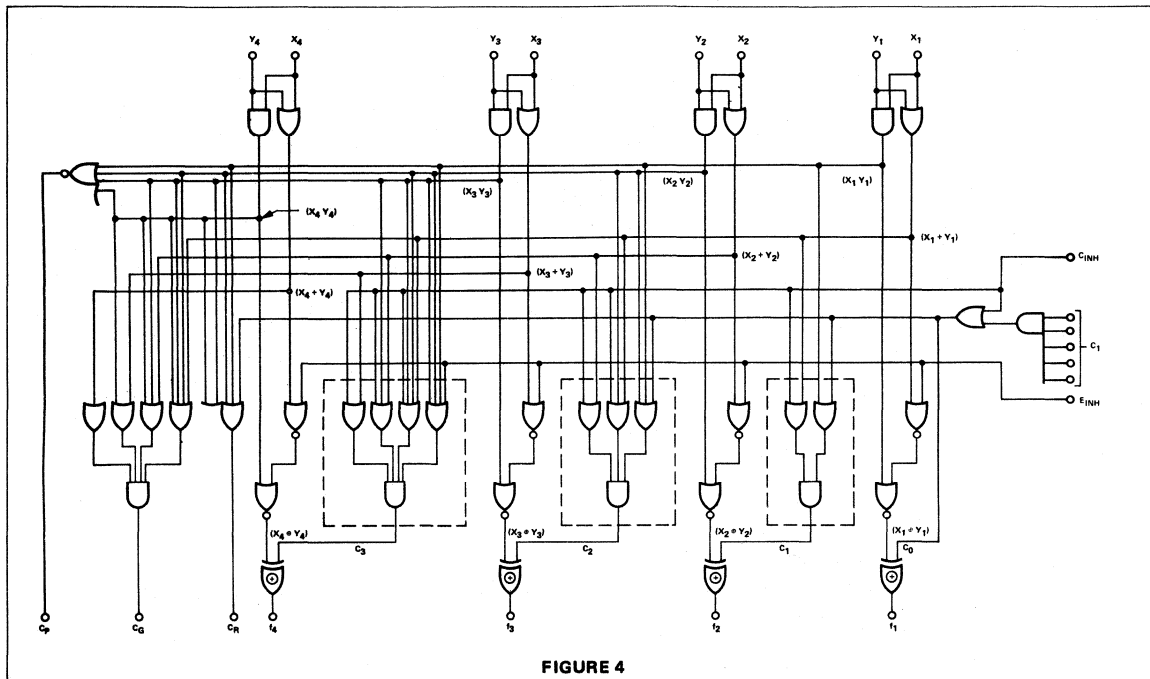 Y4 X4 Y3 X3 Y2 X2 Y1 X1
(X3 Y3) (X2 Y2) (X1 Y1)
(X4 Y4)
(X1 + Y1)
(X2 + Y2)
CINH
(X3 + Y3)
(X4 + Y4)
C1
EINH
(X4 ⊕ Y4) (X3 ⊕ Y3) (X2 ⊕ Y2) (X1 ⊕ Y1)
C3 C2 C1 C0
CP CG CR f4 f3 f2 f1
FIGURE 4